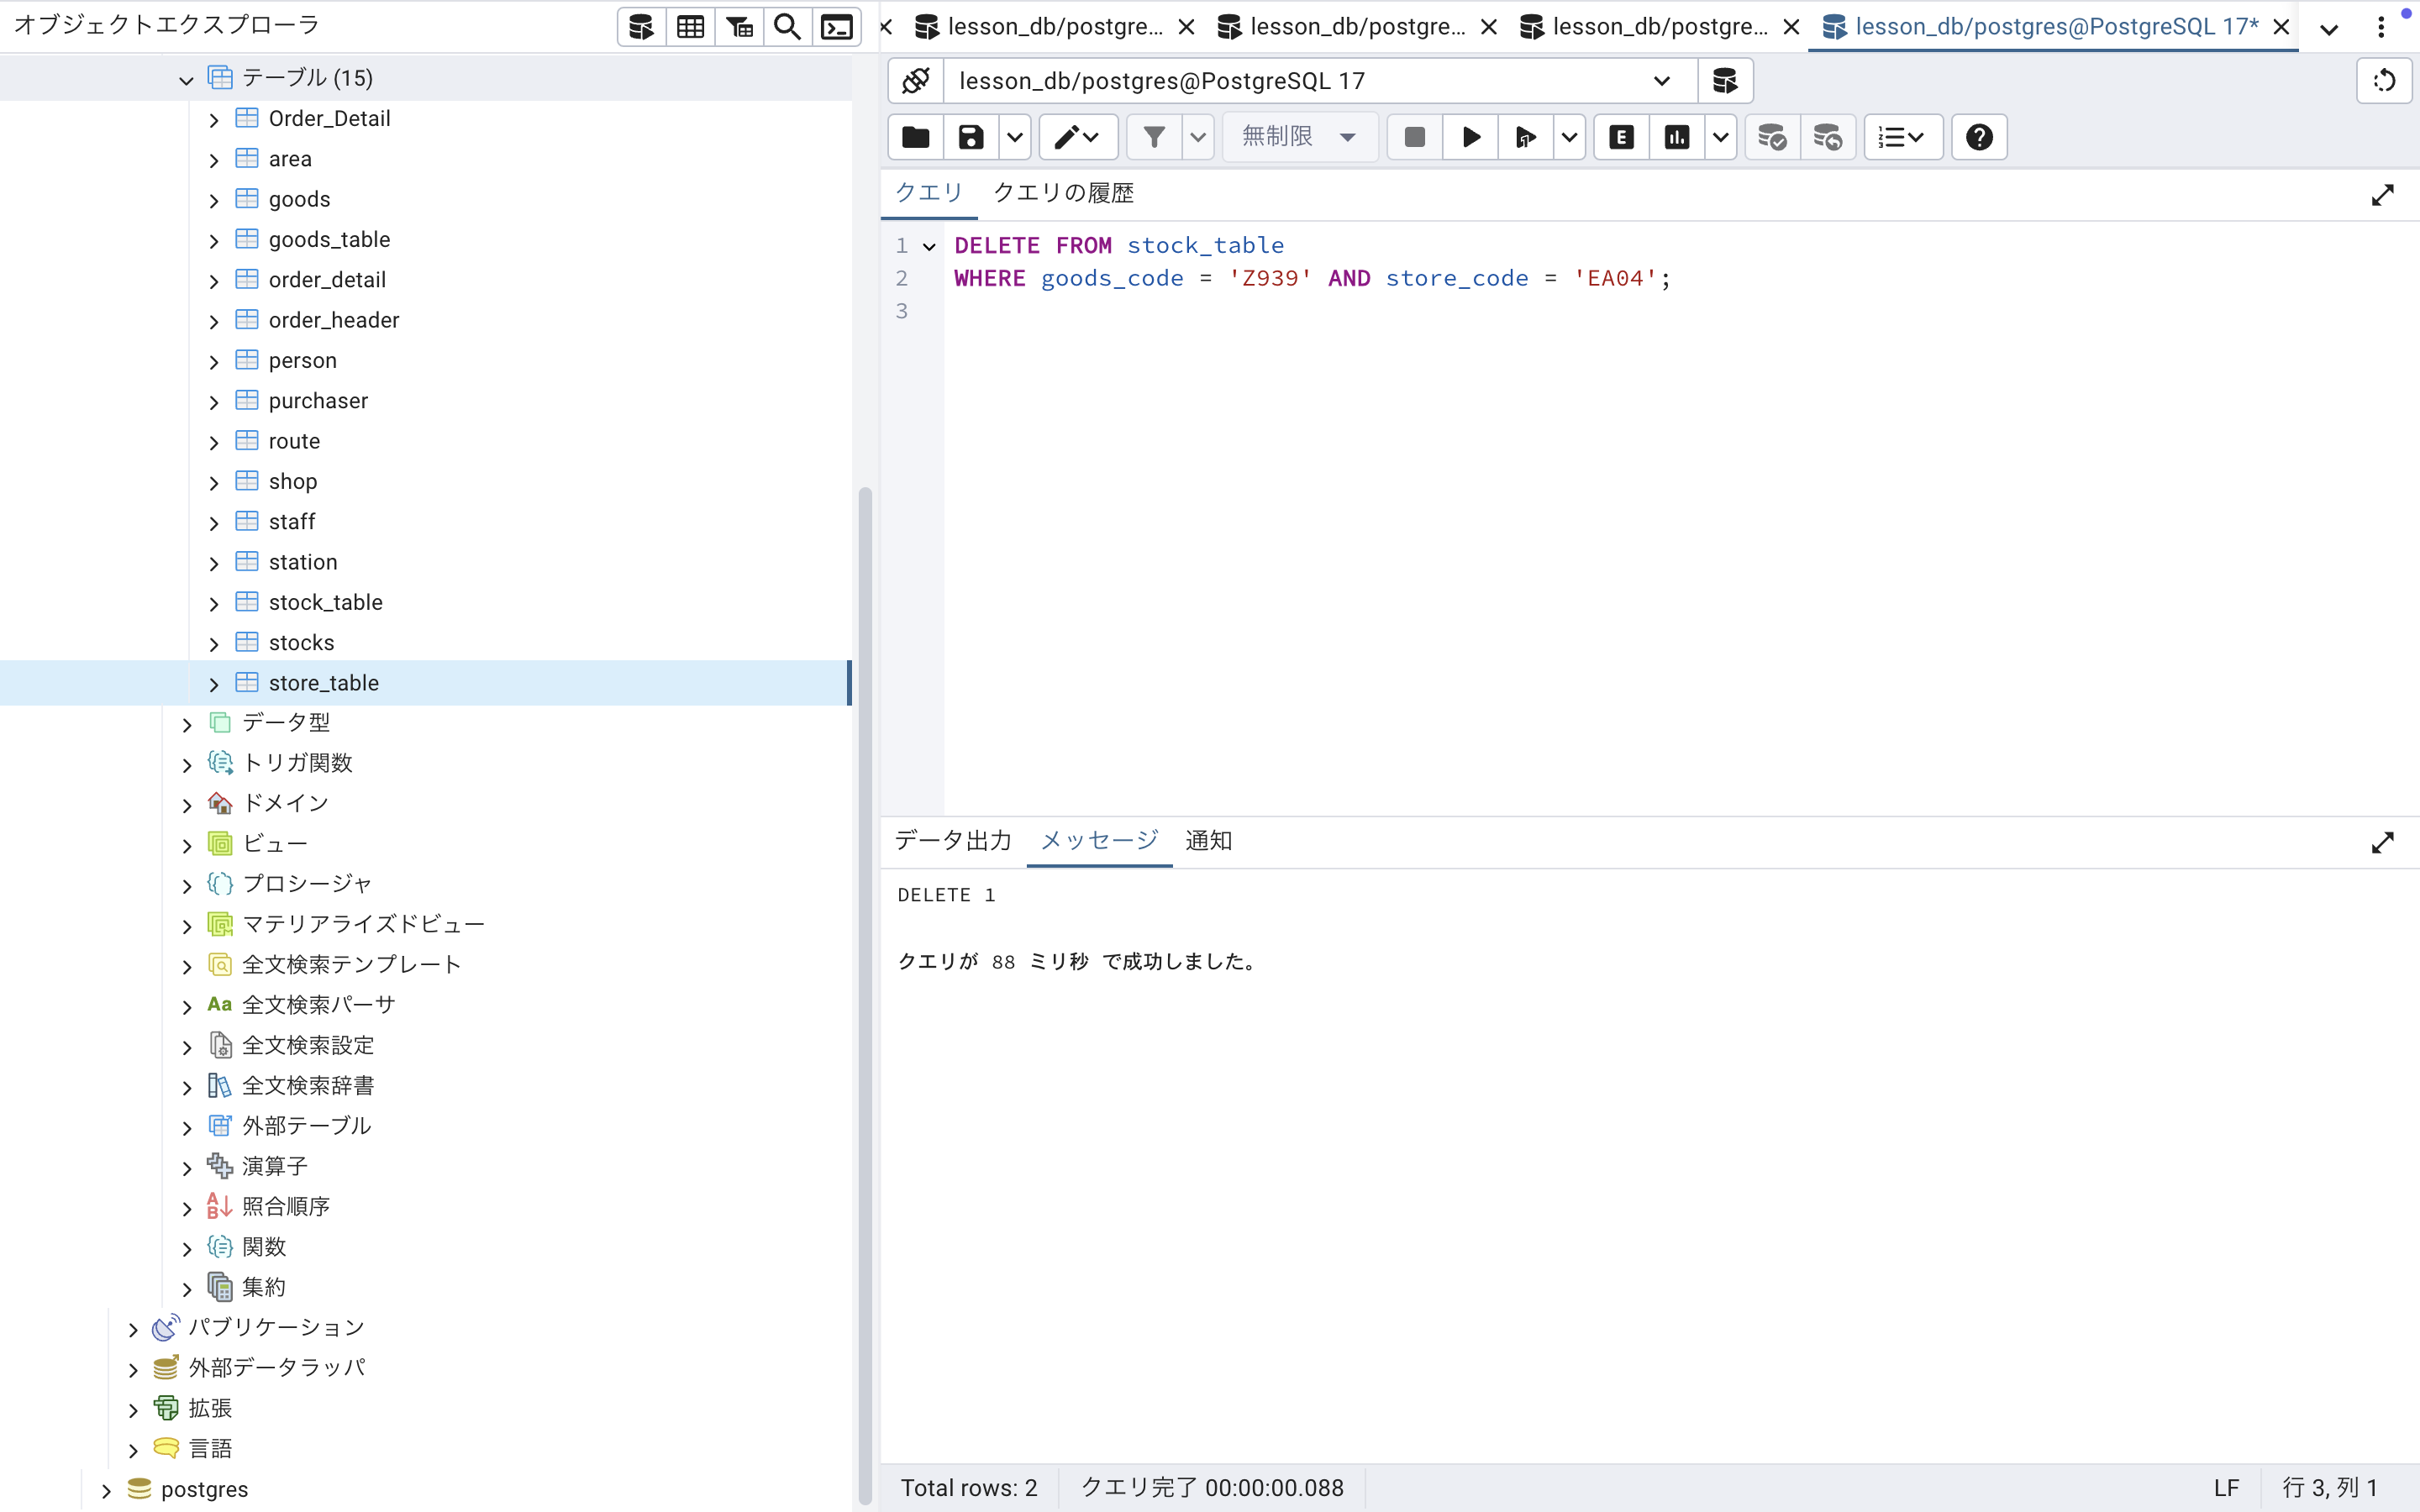 オブジェクトエクスプローラ
テーブル (15)
Order_Detail
area
goods
goods_table
order_detail
order_header
person
purchaser
route
shop
staff
station
stock_table
stocks
store_table
データ型
トリガ関数
ドメイン
ビュー
プロシージャ
マテリアライズドビュー
全文検索テンプレート
Aa 全文検索パーサ
全文検索設定
全文検索辞書
外部テーブル
演算子
照合順序
関数
集約
パブリケーション
外部データラッパ
拡張
言語
postgres
lesson_db/postgre... lesson_db/postgre... lesson_db/postgre... lesson_db/postgres@PostgreSQL 17*
lesson_db/postgres@PostgreSQL 17
無制限 E
クエリ クエリの履歴
1 DELETE FROM stock_table
2 WHERE goods_code = 'Z939' AND store_code = 'EA04';
3
データ出力 メッセージ 通知
DELETE 1
クエリが 88 ミリ秒 で成功しました。
Total rows: 2 クエリ完了 00:00:00.088 LF 行 3, 列 1